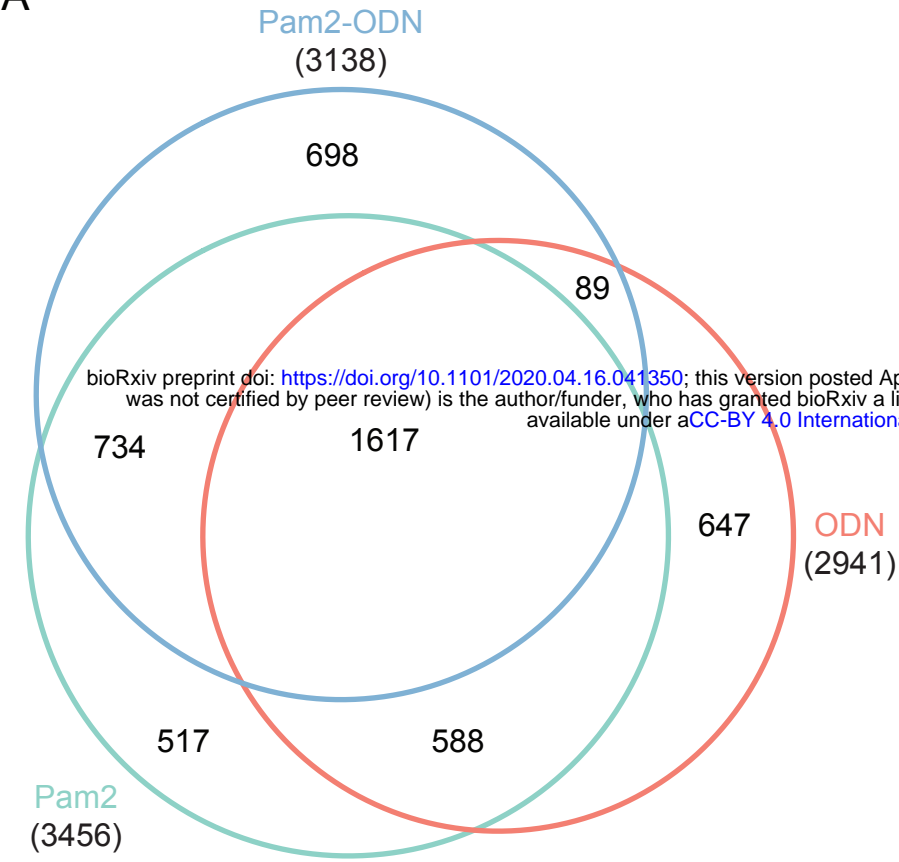 A
Pam2-ODN
(3138)
698
89
bioRxiv preprint doi: https://doi.org/10.1101/2020.04.16.041350; this version posted Ap
was not certified by peer review) is the author/funder, who has granted bioRxiv a li
available under aCC-BY 4.0 Internationa
734
1617
647
ODN
(2941)
517
588
Pam2
(3456)